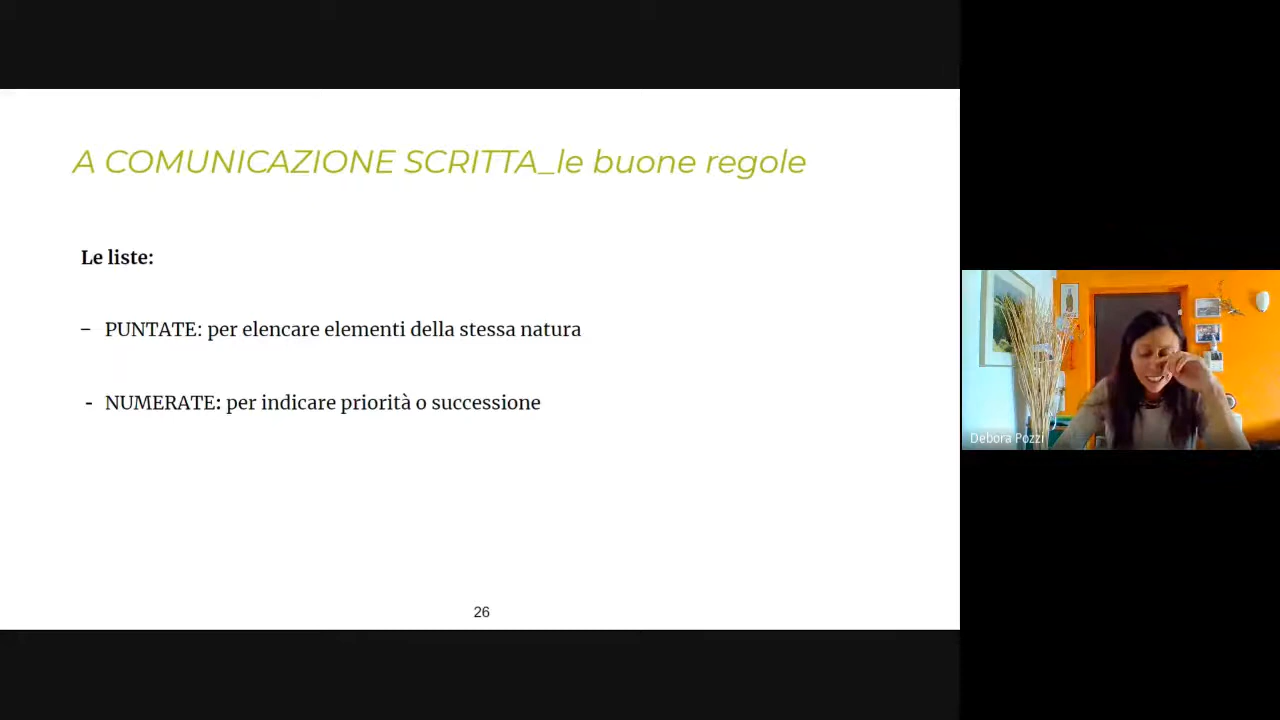 A COMUNICAZIONE SCRITTA_le buone regole
Le liste:
– PUNTATE: per elencare elementi della stessa natura
- NUMERATE: per indicare priorità o successione
26
Debora Pozzi